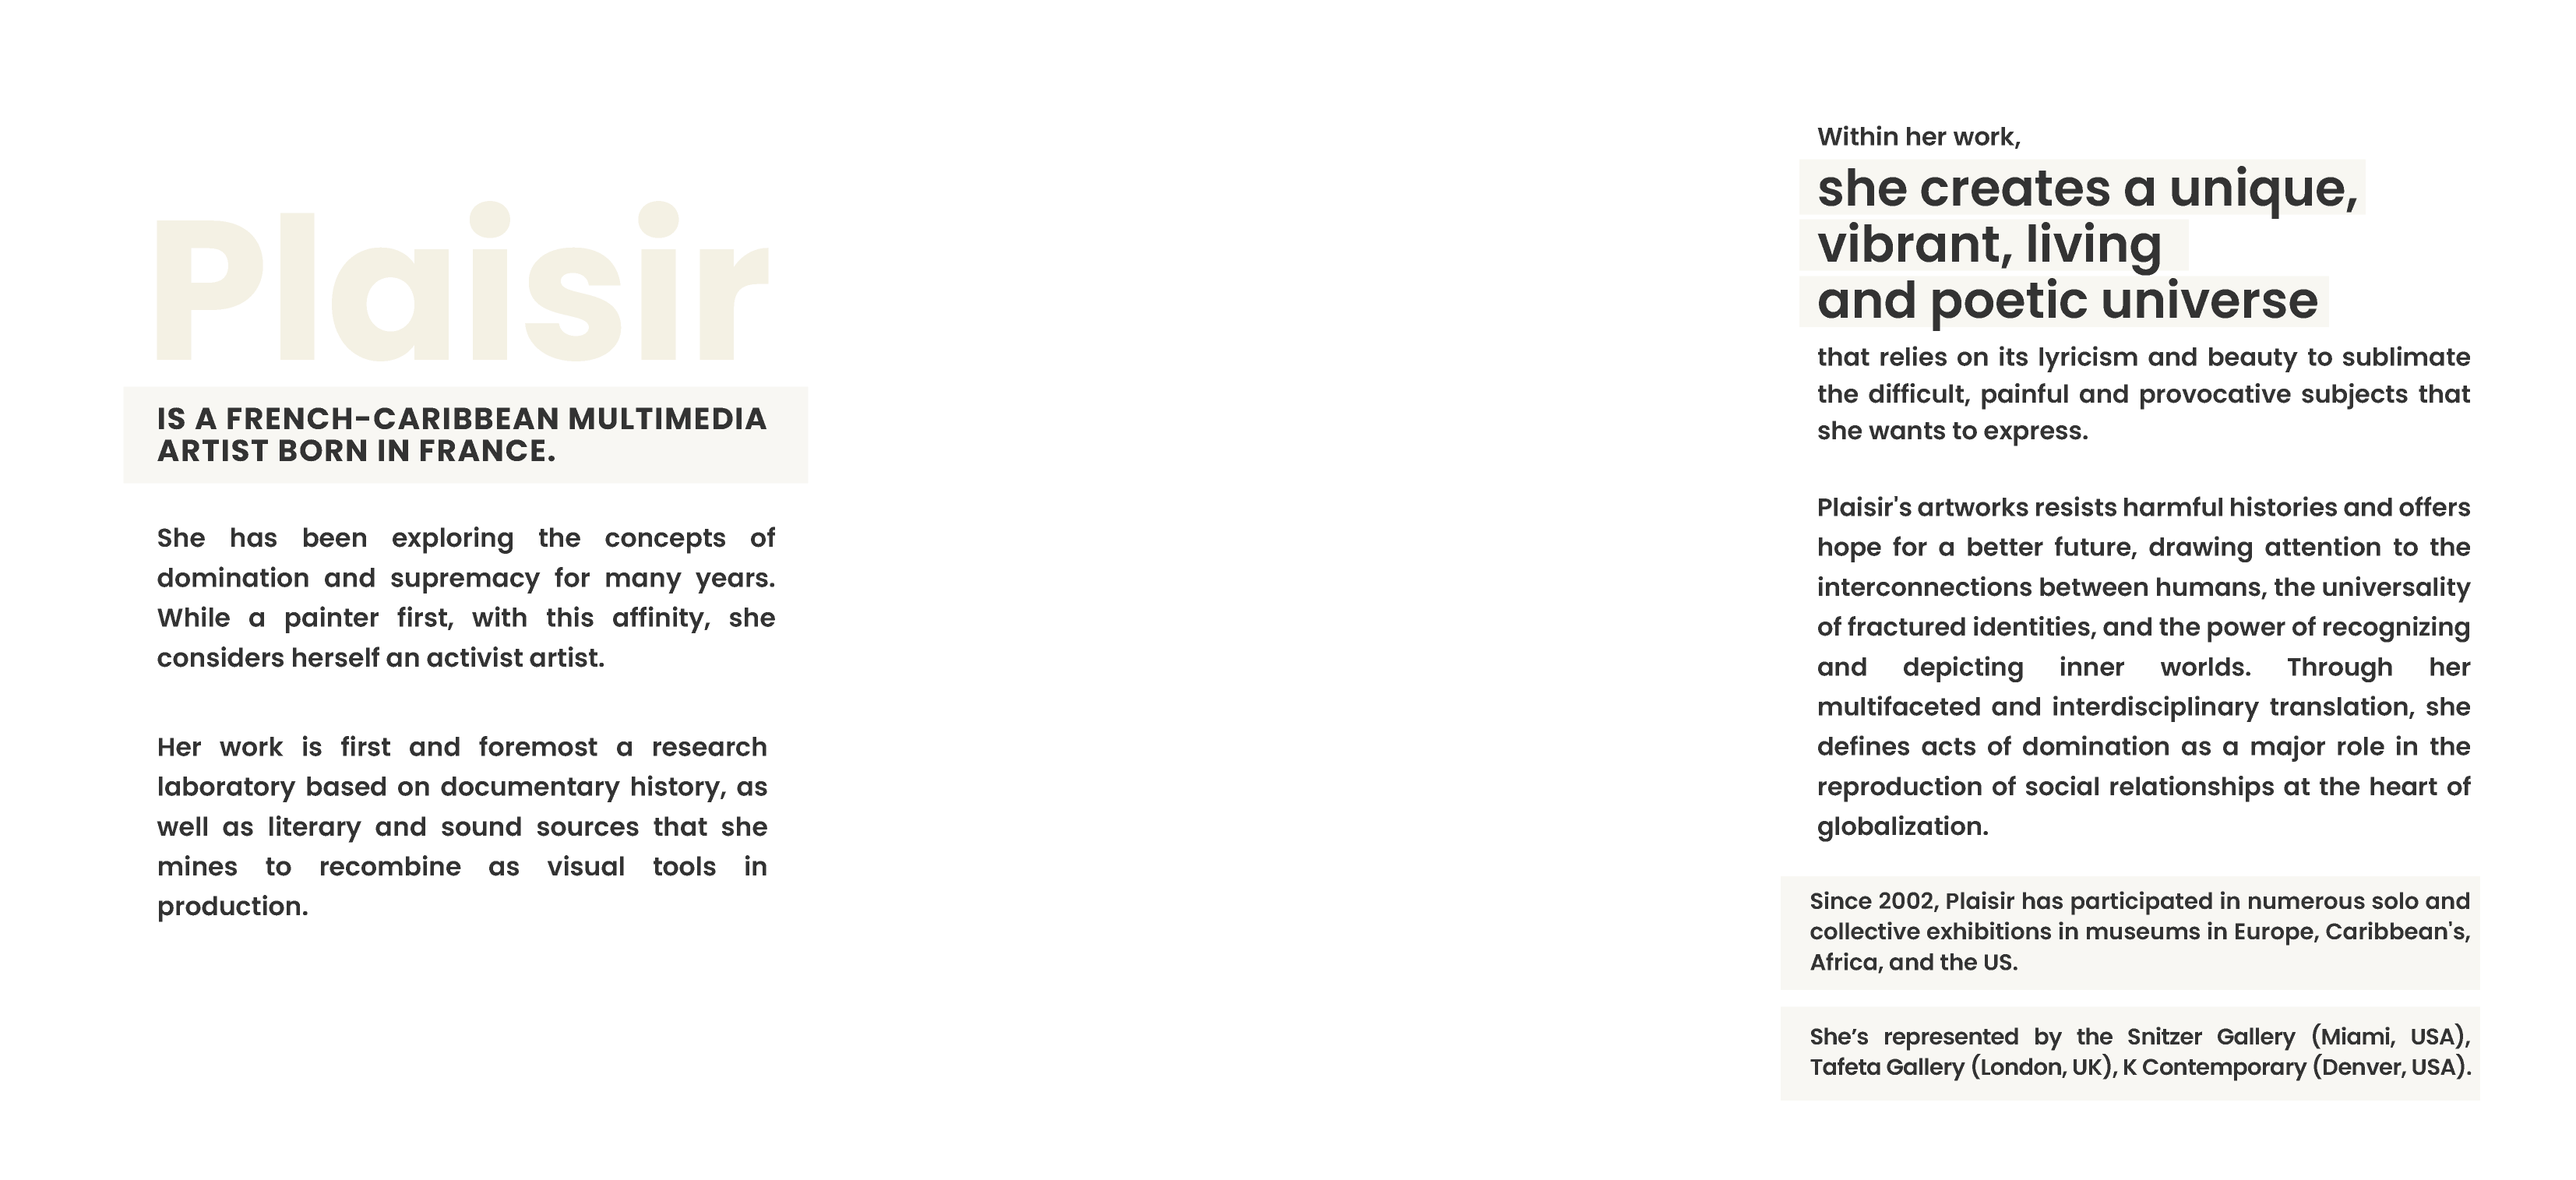 Plaisir
IS A FRENCH-CARIBBEAN MULTIMEDIA
ARTIST BORN IN FRANCE.
She has been exploring the concepts of
domination and supremacy for many years.
While a painter first, with this affinity, she
considers herself an activist artist.
Her work is first and foremost a research
laboratory based on documentary history, as
well as literary and sound sources that she
mines to recombine as visual tools in
production.
Within her work,
she creates a unique,
vibrant, living
and poetic universe
that relies on its lyricism and beauty to sublimate
the difficult, painful and provocative subjects that
she wants to express.
Plaisir's artworks resists harmful histories and offers
hope for a better future, drawing attention to the
interconnections between humans, the universality
of fractured identities, and the power of recognizing
and depicting inner worlds. Through her
multifaceted and interdisciplinary translation, she
defines acts of domination as a major role in the
reproduction of social relationships at the heart of
globalization.
Since 2002, Plaisir has participated in numerous solo and
collective exhibitions in museums in Europe, Caribbean's,
Africa, and the US.
She’s represented by the Snitzer Gallery (Miami, USA),
Tafeta Gallery (London, UK), K Contemporary (Denver, USA).